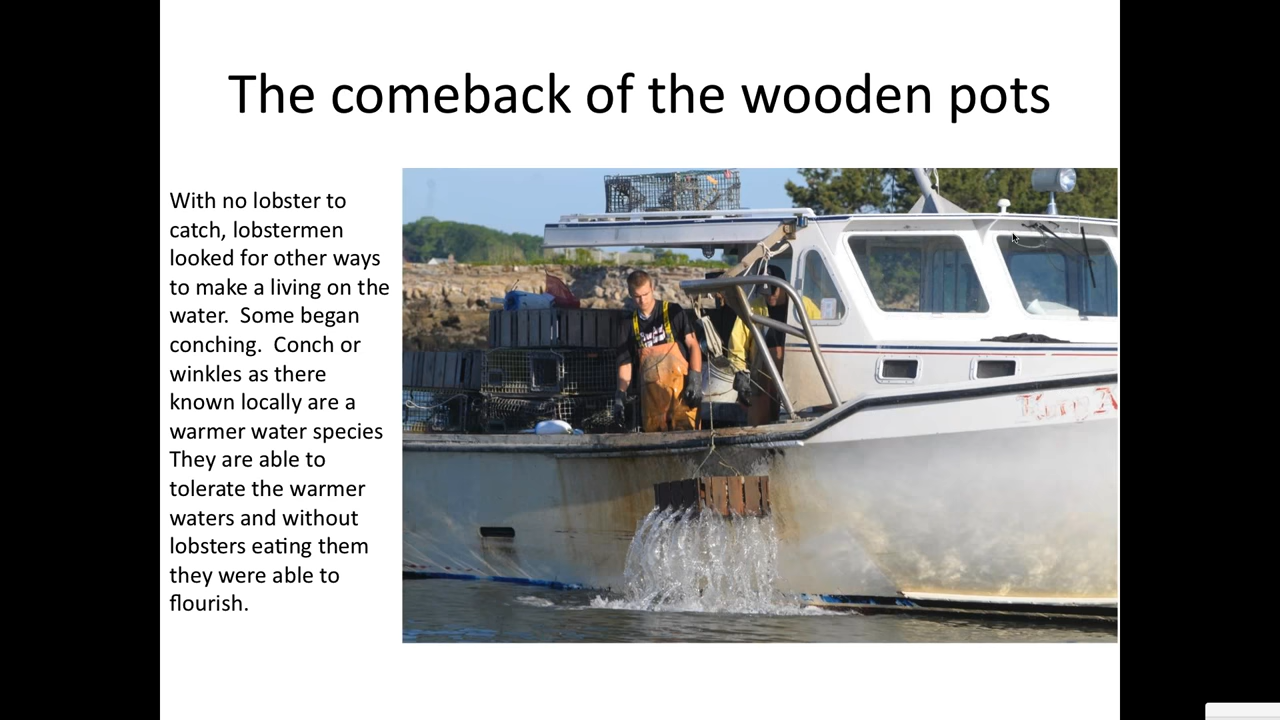 The comeback of the wooden pots
With no lobster to
catch, lobstermen
looked for other ways
to make a living on the
water.  Some began
conching.  Conch or
winkles as there
known locally are a
warmer water species
They are able to
tolerate the warmer
waters and without
lobsters eating them
they were able to
flourish.